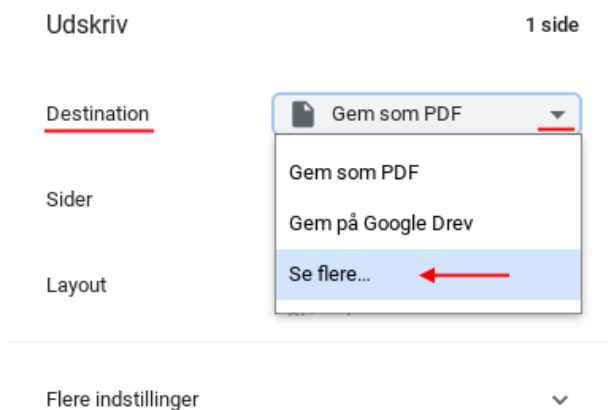 Udskriv
1 side
Destination
Gem som PDF
Gem som PDF
Sider
Gem på Google Drev
Se flere...
Layout
Flere indstillinger